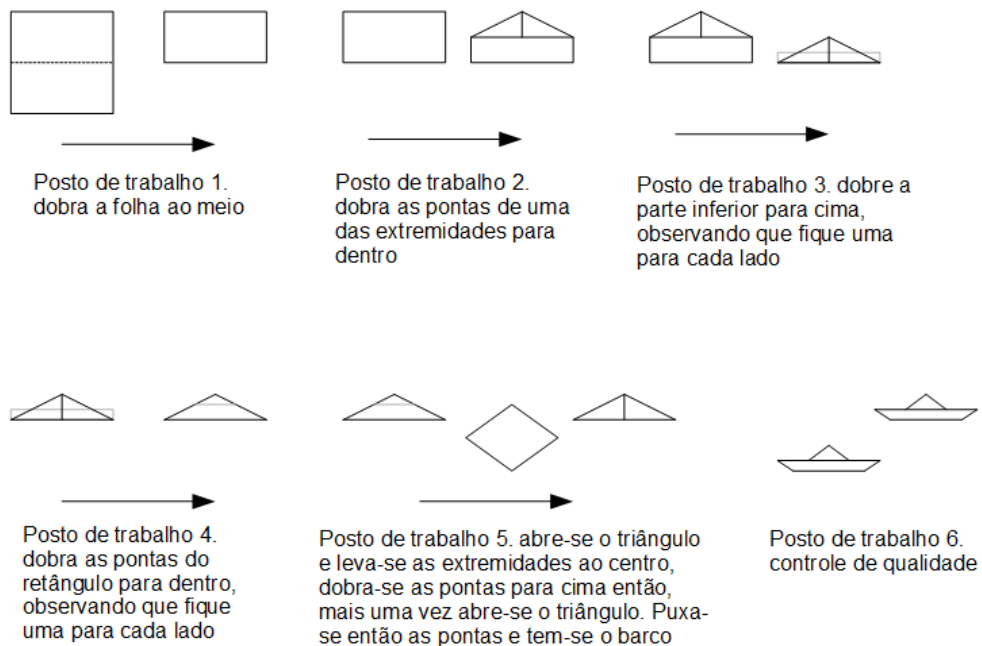 Posto de trabalho 1.
dobra a folha ao meio
Posto de trabalho 2.
dobra as pontas de uma
das extremidades para
dentro
Posto de trabalho 3. dobre a
parte inferior para cima,
observando que fique uma
para cada lado
Posto de trabalho 4.
dobra as pontas do
retângulo para dentro,
observando que fique
uma para cada lado
Posto de trabalho 5. abre-se o triângulo
e leva-se as extremidades ao centro,
dobra-se as pontas para cima então,
mais uma vez abre-se o triângulo. Puxa-
se então as pontas e tem-se o barco
Posto de trabalho 6.
controle de qualidade